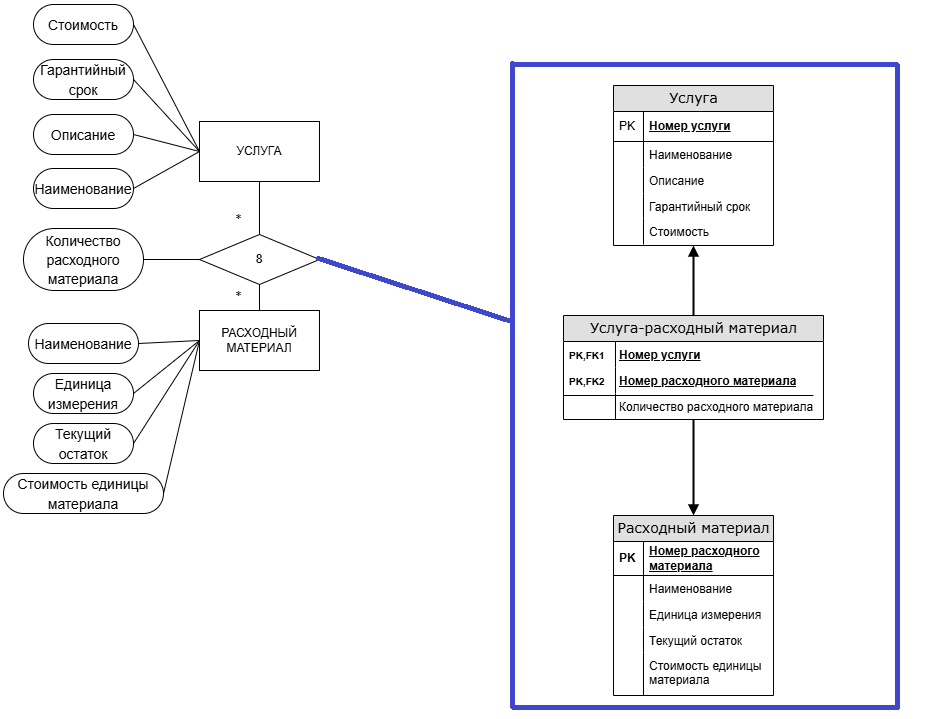 Стоимость
Гарантийный
срок
Описание
Наименование
УСЛУГА
*
Количество
расходного
материала
8
*
РАСХОДНЫЙ
МАТЕРИАЛ
Наименование
Единица
измерения
Текущий
остаток
Стоимость единицы
материала
Услуга
PK Номер услуги
Наименование
Описание
Гарантийный срок
Стоимость
Услуга-расходный материал
PK,FK1 Номер услуги
PK,FK2 Номер расходного материала
Количество расходного материала
Расходный материал
PK Номер расходного
материала
Наименование
Единица измерения
Текущий остаток
Стоимость единицы
материала